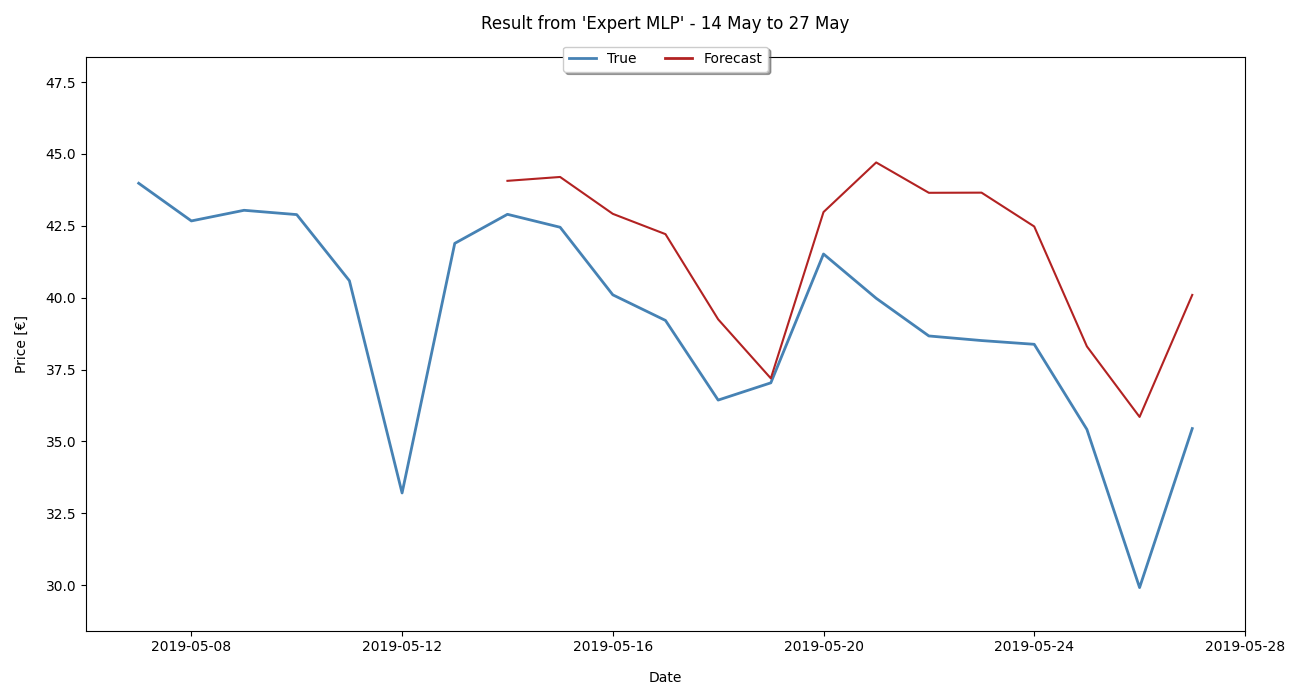 Result from 'Expert MLP' - 14 May to 27 May
True Forecast
47.5
45.0
42.5
40.0
37.5
35.0
32.5
30.0
Price [€]
2019-05-08 2019-05-12 2019-05-16 2019-05-20 2019-05-24 2019-05-28
Date